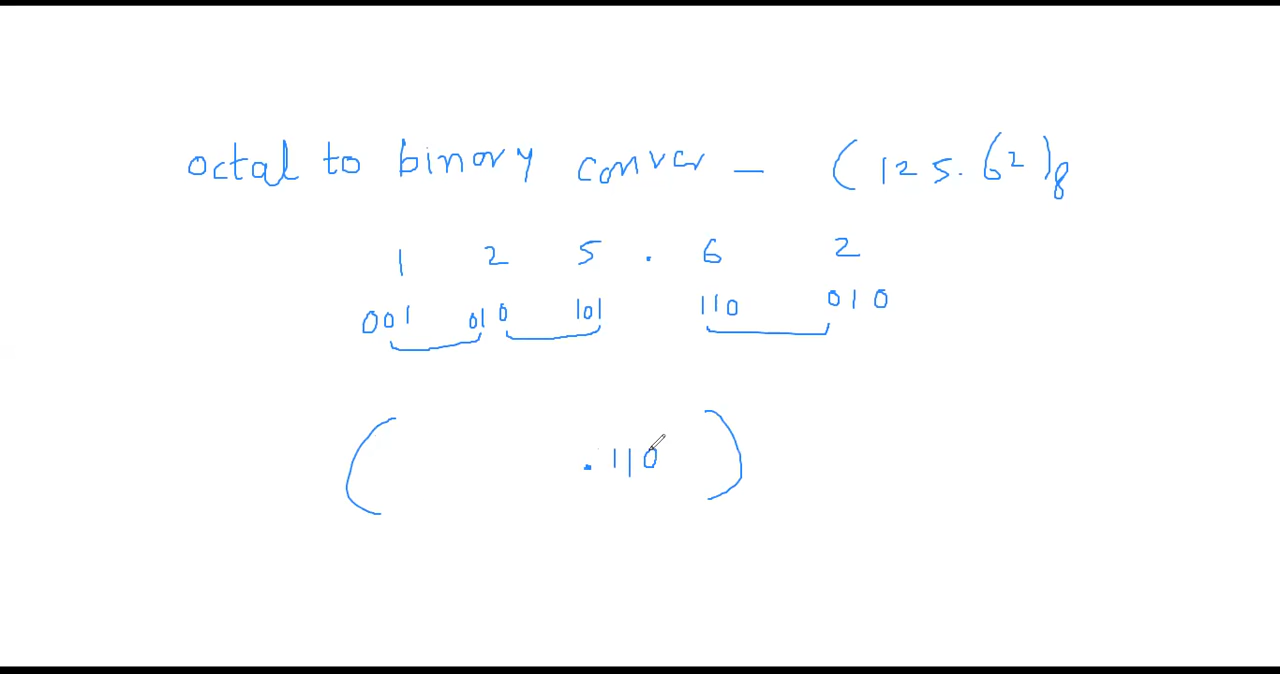 octal to binary conver - (125.62)8
1 2 5 . 6 2
001 010 101 110 010
( .110 )